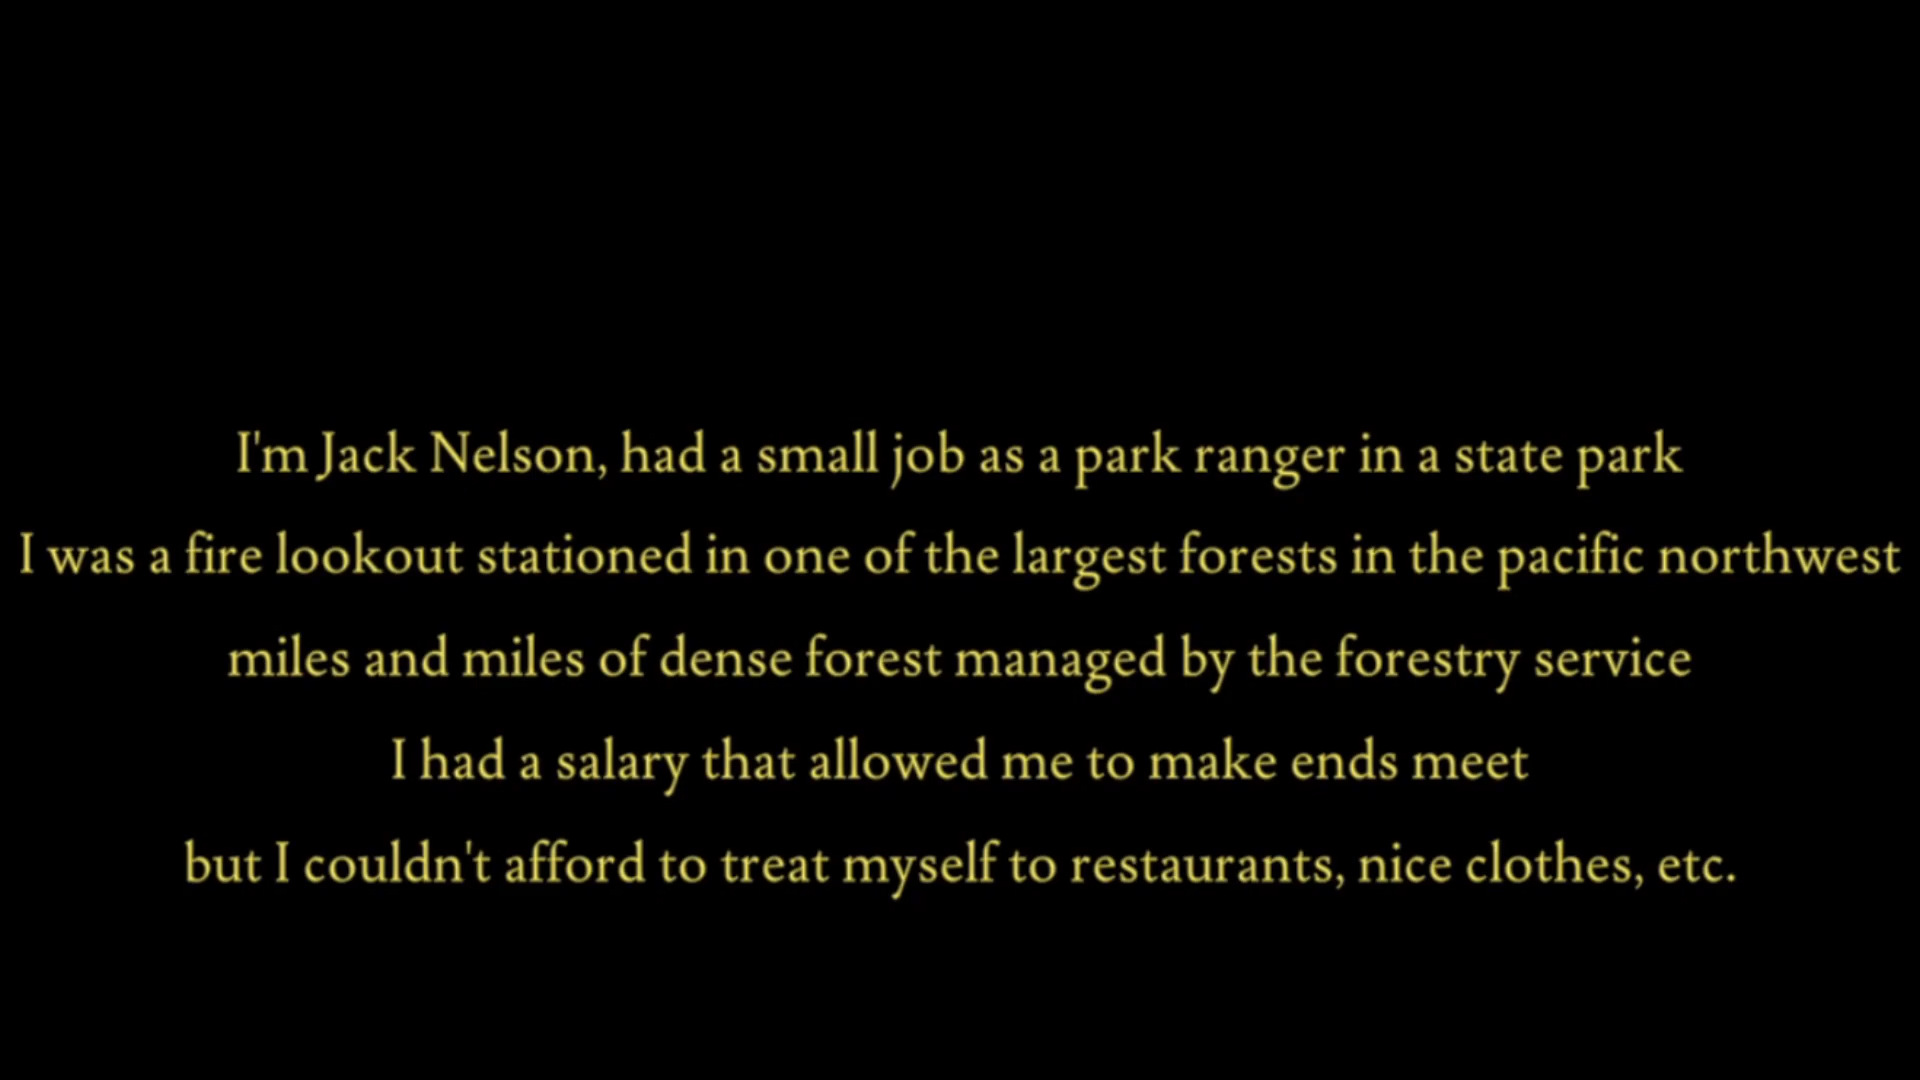 I'm Jack Nelson, had a small job as a park ranger in a state park
I was a fire lookout stationed in one of the largest forests in the pacific northwest
miles and miles of dense forest managed by the forestry service
I had a salary that allowed me to make ends meet
but I couldn't afford to treat myself to restaurants, nice clothes, etc.